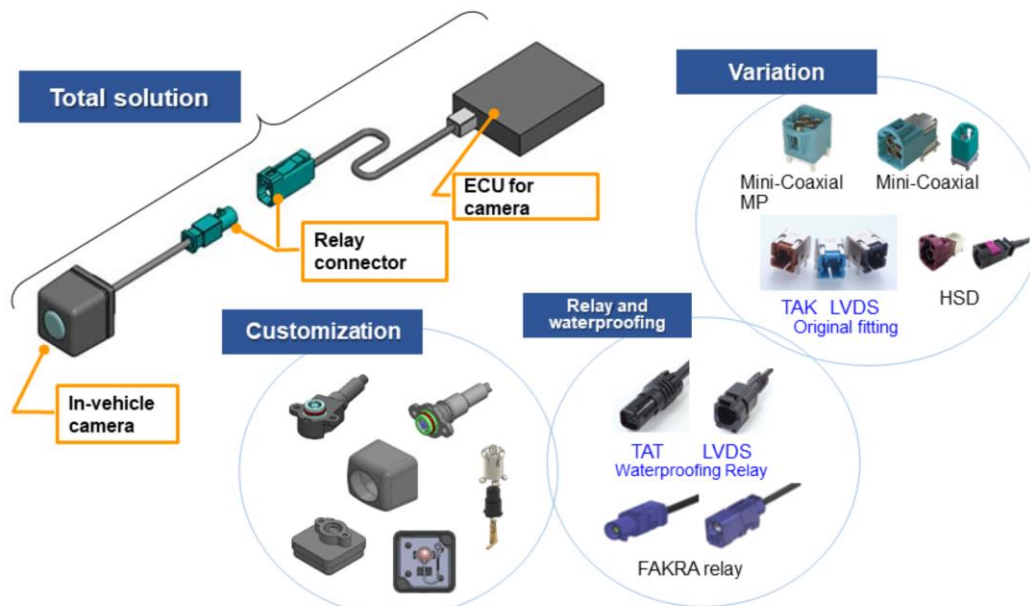 Total solution
ECU for
camera
Relay
connector
In-vehicle
camera
Customization
Relay and
waterproofing
TAT LVDS
Waterproofing Relay
FAKRA relay
Variation
Mini-Coaxial
MP
Mini-Coaxial
TAK LVDS
Original fitting
HSD